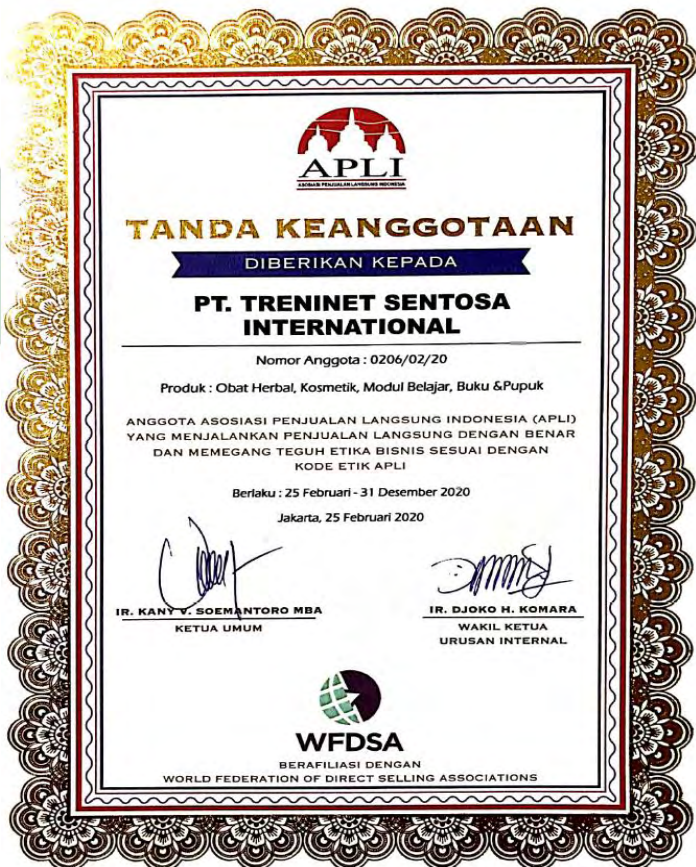 APLI
ASOSIASI PENJUALAN LANGSUNG INDONESIA
TANDA KEANGGOTAAN
DIBERIKAN KEPADA
PT. TRENINET SENTOSA
INTERNATIONAL
Nomor Anggota : 0206/02/20
Produk : Obat Herbal, Kosmetik, Modul Belajar, Buku &Pupuk
ANGGOTA ASOSIASI PENJUALAN LANGSUNG INDONESIA (APLI)
YANG MENJALANKAN PENJUALAN LANGSUNG DENGAN BENAR
DAN MEMEGANG TEGUH ETIKA BISNIS SESUAI DENGAN
KODE ETIK APLI
Berlaku : 25 Februari - 31 Desember 2020
Jakarta, 25 Februari 2020
IR. KANY V. SOEMANTORO MBA
KETUA UMUM
IR. DJOKO H. KOMARA
WAKIL KETUA
URUSAN INTERNAL
WFDSA
BERAFILIASI DENGAN
WORLD FEDERATION OF DIRECT SELLING ASSOCIATIONS